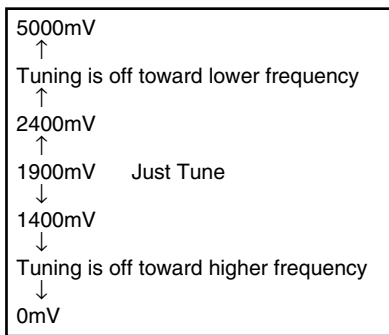 5000mV
↑
Tuning is off toward lower frequency
↑
2400mV
↑
1900mV Just Tune
↓
1400mV
↓
Tuning is off toward higher frequency
↓
0mV